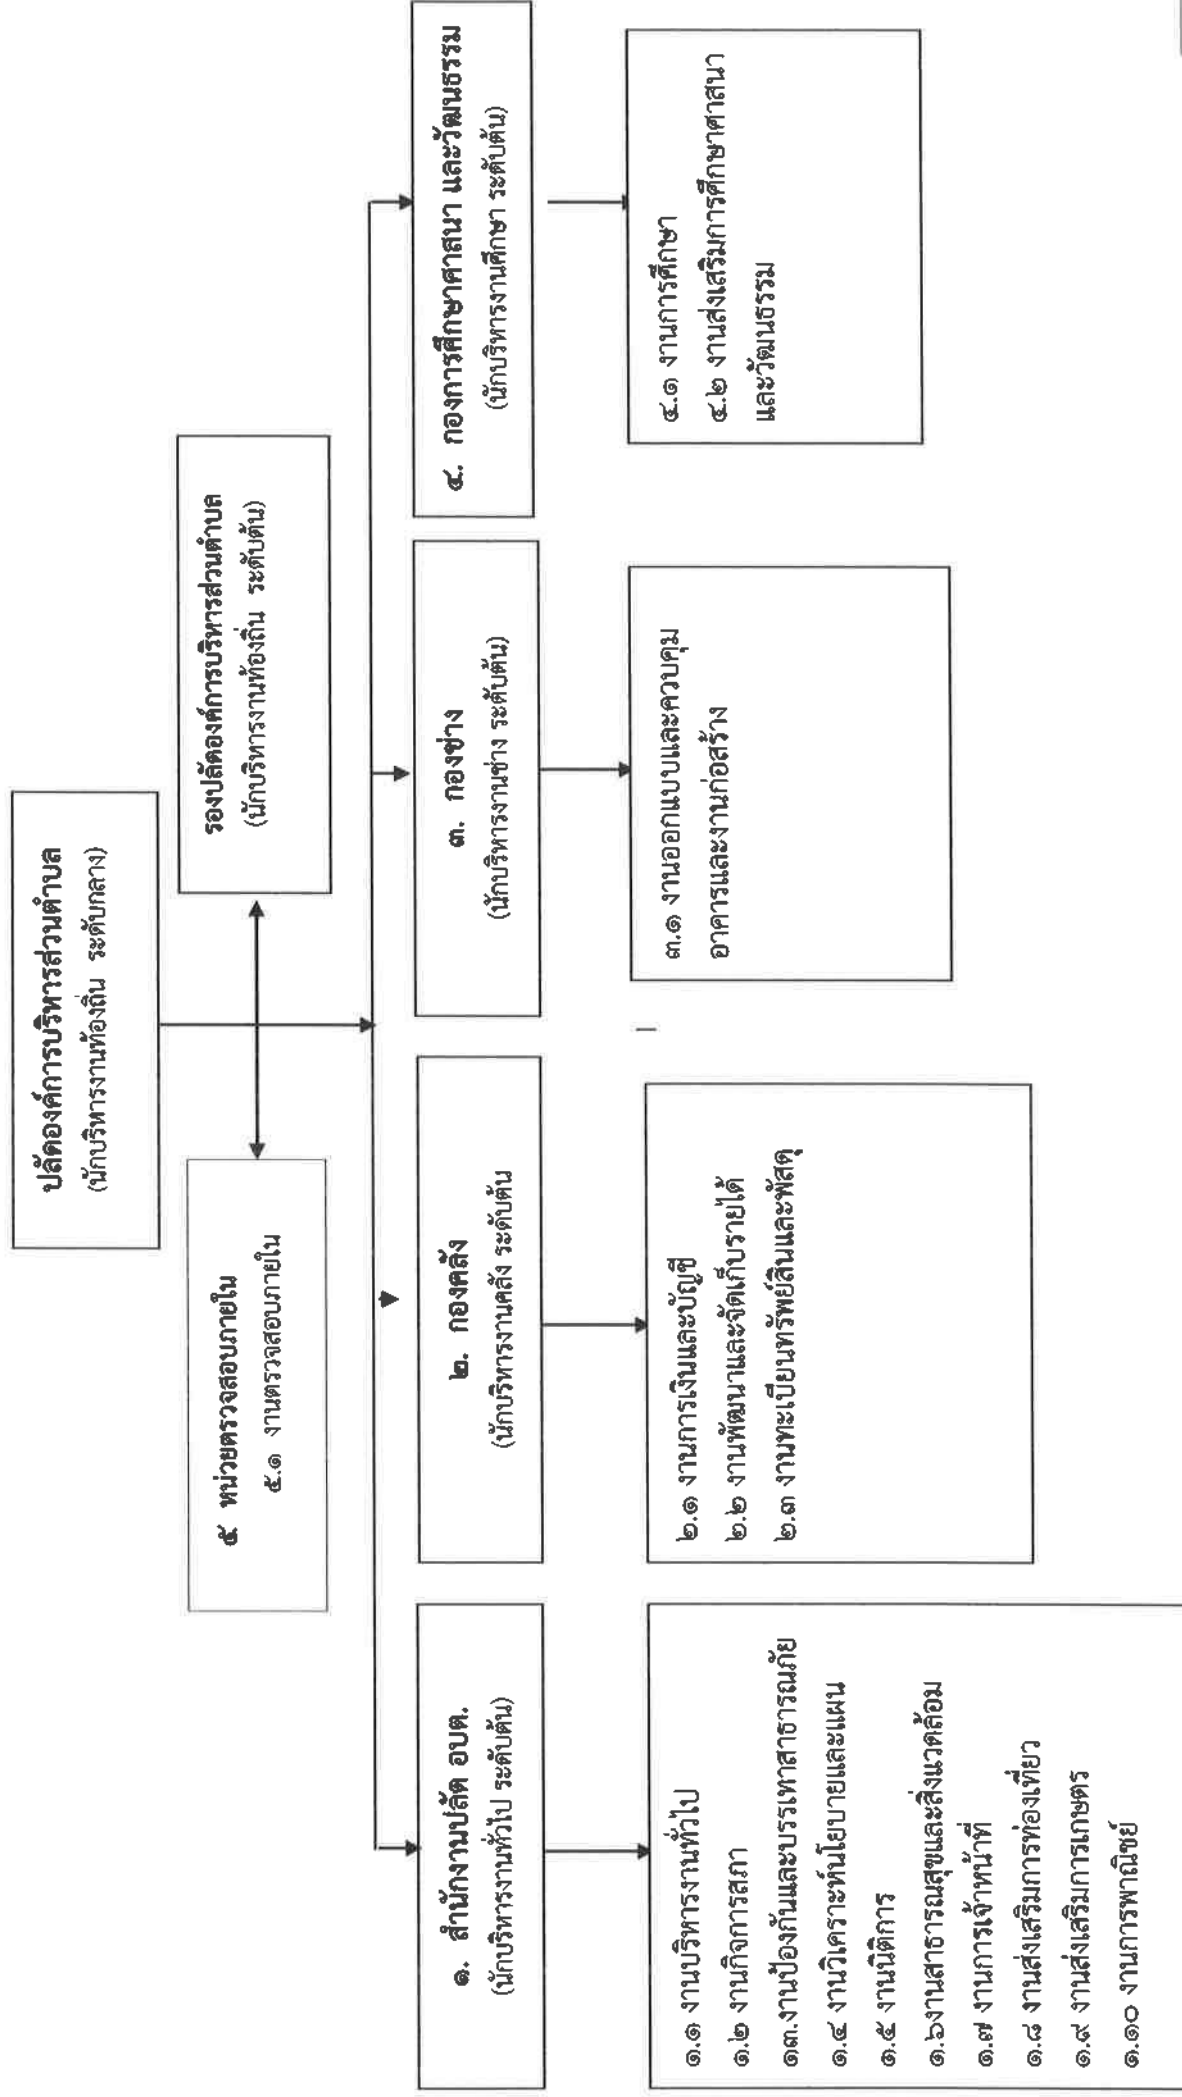 ปลัดองค์การบริหารส่วนตำบล
(นักบริหารงานท้องถิ่น ระดับกลาง)
๕ หน่วยตรวจสอบภายใน
๕.๑ งานตรวจสอบภายใน
รองปลัดองค์การบริหารส่วนตำบล
(นักบริหารงานท้องถิ่น ระดับต้น)
๑. สำนักงานปลัด อบต.
(นักบริหารงานทั่วไป ระดับต้น)
๒. กองคลัง
(นักบริหารงานคลัง ระดับต้น
๓. กองช่าง
(นักบริหารงานช่าง ระดับต้น)
๔. กองการศึกษาศาสนา และวัฒนธรรม
(นักบริหารงานศึกษา ระดับต้น)
๑.๑ งานบริหารงานทั่วไป
๑.๒ งานกิจการสภา
๑๓.งานป้องกันและบรรเทาสาธารณภัย
๑.๔ งานวิเคราะห์นโยบายและแผน
๑.๕ งานนิติการ
๑.๖งานสาธารณสุขและสิ่งแวดล้อม
๑.๗ งานการเจ้าหน้าที่
๑.๘ งานส่งเสริมการท่องเที่ยว
๑.๙ งานส่งเสริมการเกษตร
๑.๑๐ งานการพาณิชย์
๒.๑ งานการเงินและบัญชี
๒.๒ งานพัฒนาและจัดเก็บรายได้
๒.๓ งานทะเบียนทรัพย์สินและพัสดุ
๓.๑ งานออกแบบและควบคุม
อาคารและงานก่อสร้าง
๔.๑ งานการศึกษา
๔.๒ งานส่งเสริมการศึกษาศาสนา
และวัฒนธรรม